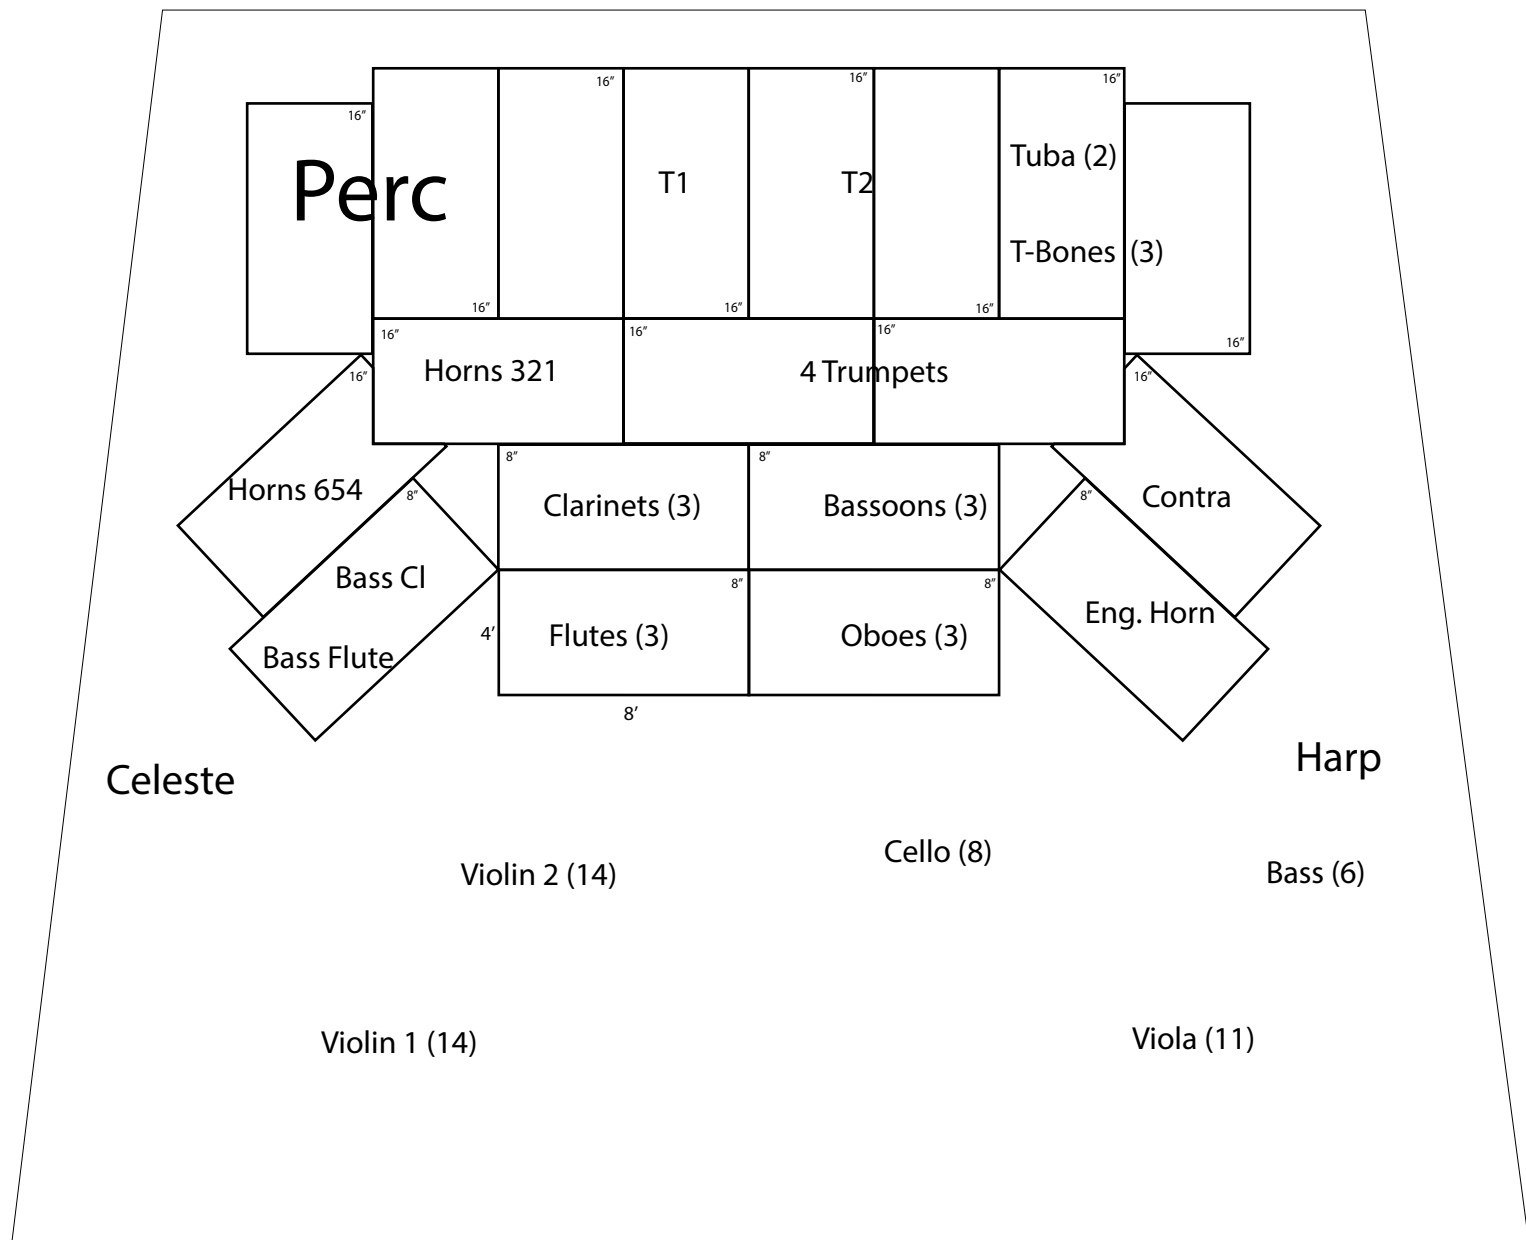 16”
16”
16”
16”
Perc
T1
T2
Tuba (2)
T-Bones (3)
16”
16”
16”
16”
16”
16”
16”
Horns 321
4 Trumpets
16”
16”
8”
8”
Horns 654
8”
Clarinets (3)
Bassoons (3)
8”
Contra
Bass Cl
8”
8”
Eng. Horn
Bass Flute
4’
Flutes (3)
Oboes (3)
8’
Celeste
Harp
Violin 2 (14)
Cello (8)
Bass (6)
Violin 1 (14)
Viola (11)